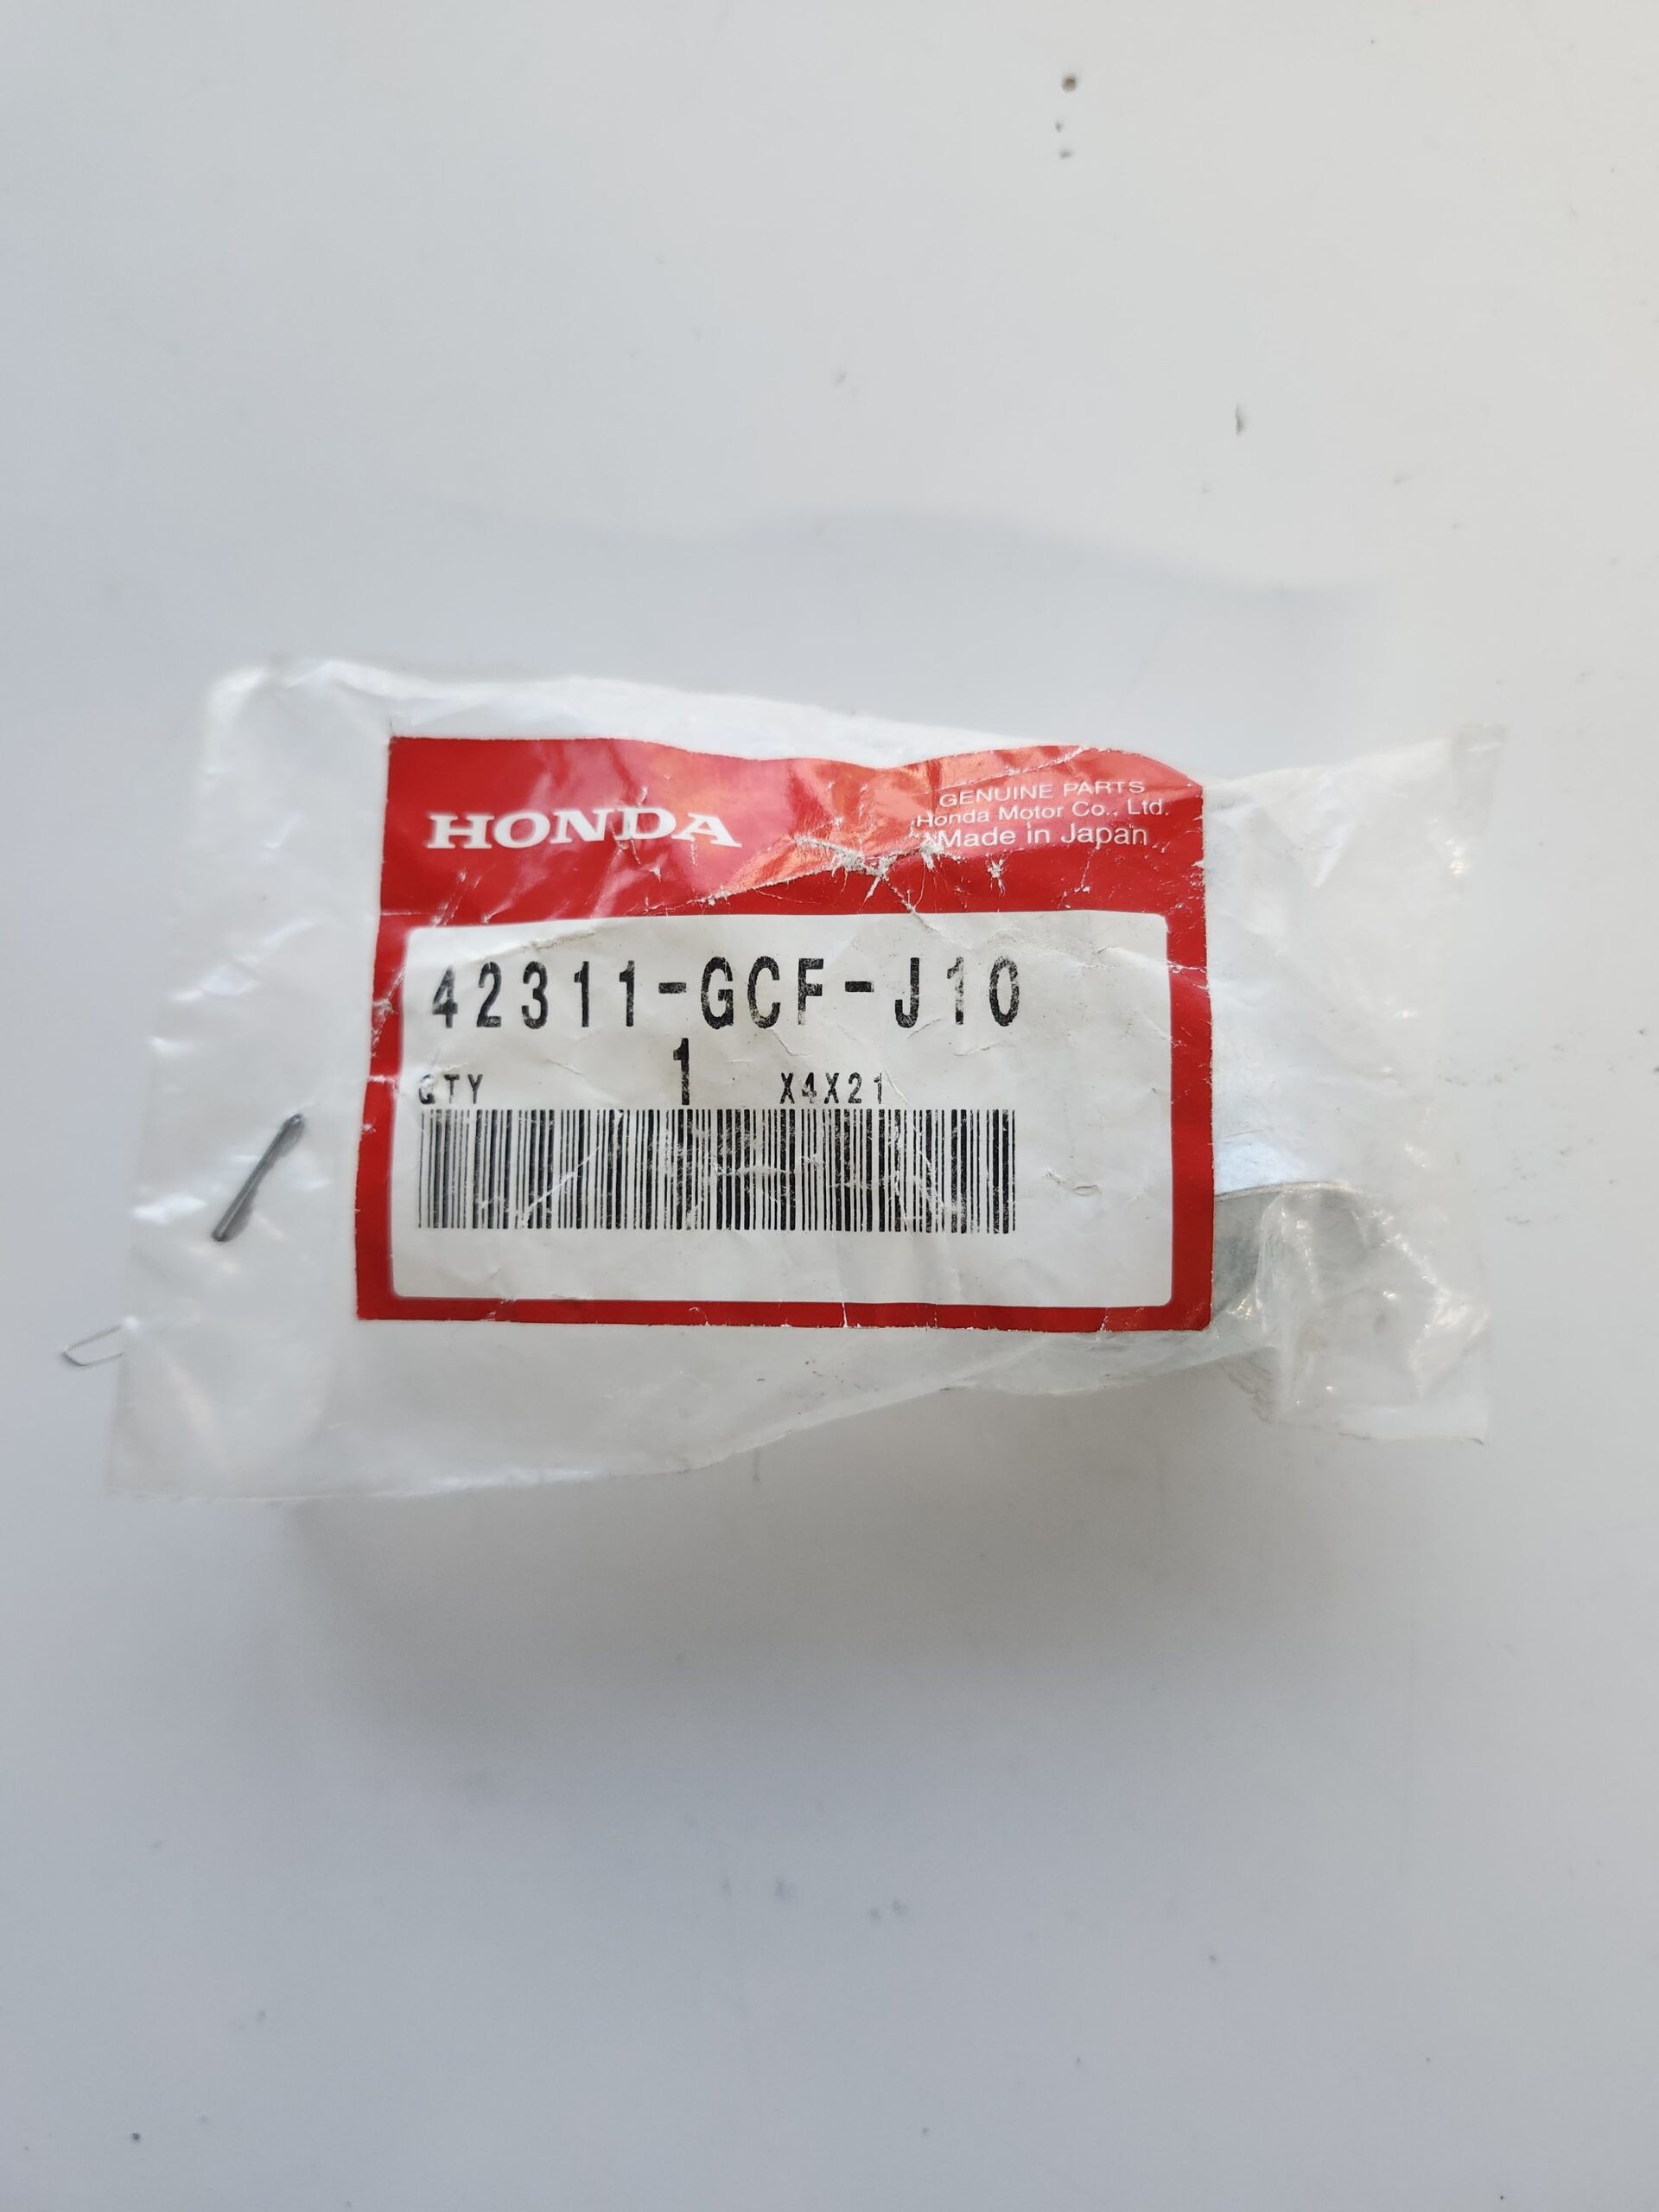 HONDA
GENUINE PARTS
Honda Motor Co., Ltd.
Made in Japan
42311-GCF-J10
QTY 1 X4X21